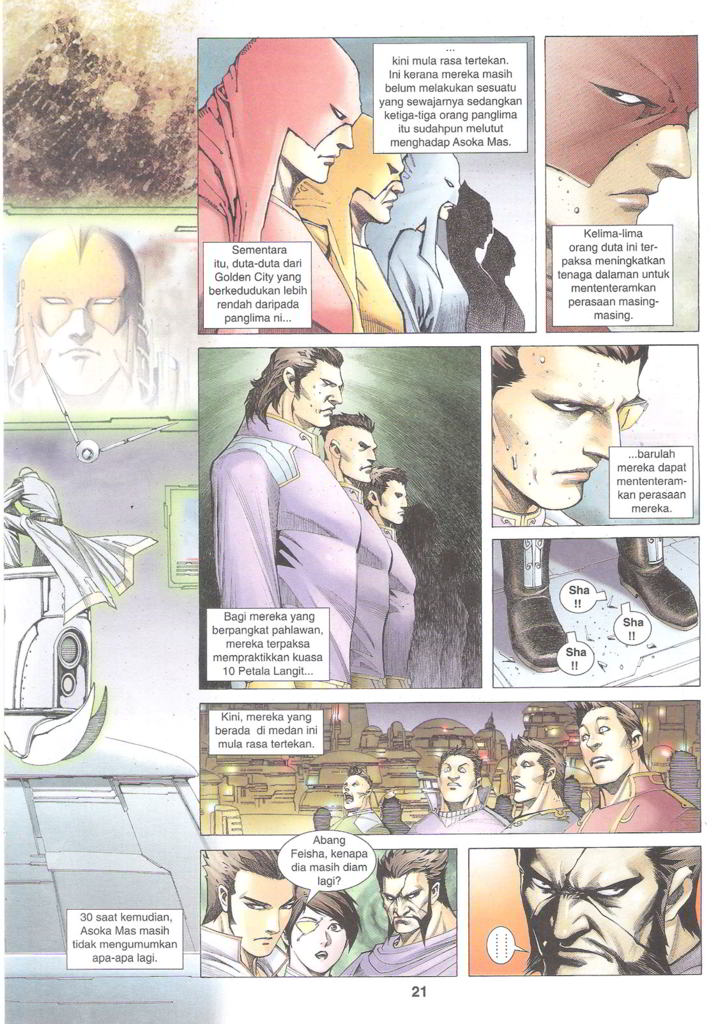 30 saat kemudian,
Asoka Mas masih
tidak mengumumkan
apa-apa lagi.
Sementara
itu, duta-duta dari
Golden City yang
berkedudukan lebih
rendah daripada
panglima ni...
...
kini mula rasa tertekan.
Ini kerana mereka masih
belum melakukan sesuatu
yang sewajarnya sedangkan
ketiga-tiga orang panglima
itu sudahpun melutut
menghadap Asoka Mas.
Kelima-lima
orang duta ini ter-
paksa meningkatkan
tenaga dalaman untuk
mententeramkan
perasaan masing-
masing.
Bagi mereka yang
berpangkat pahlawan,
mereka terpaksa
mempraktikkan kuasa
10 Petala Langit...
...barulah
mereka dapat
mententeram-
kan perasaan
mereka.
Sha
!!
Sha
!!
Sha
!!
Kini, mereka yang
berada di medan ini
mula rasa tertekan.
Abang
Feisha, kenapa
dia masih diam
lagi?
21